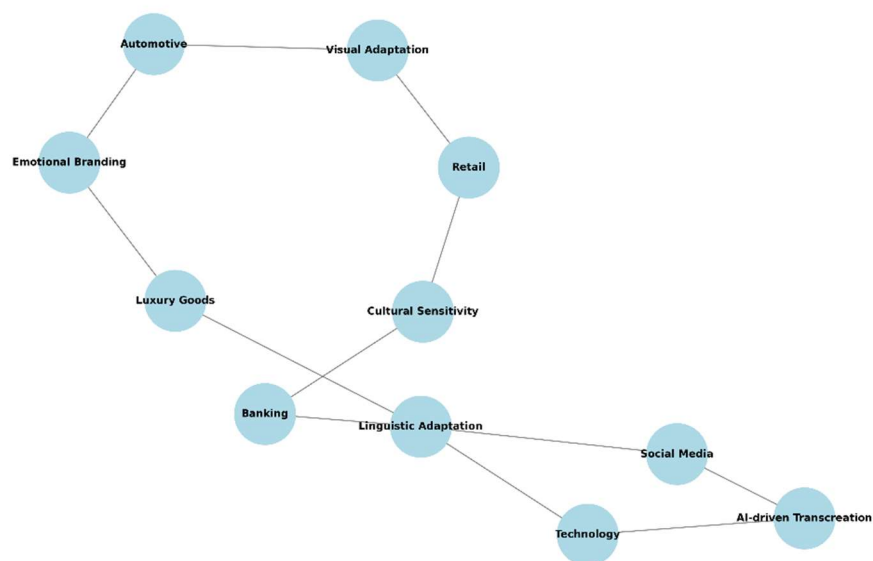 Automotive
Visual Adaptation
Emotional Branding
Retail
Luxury Goods
Cultural Sensitivity
Banking
Linguistic Adaptation
Social Media
AI-driven Transcreation
Technology